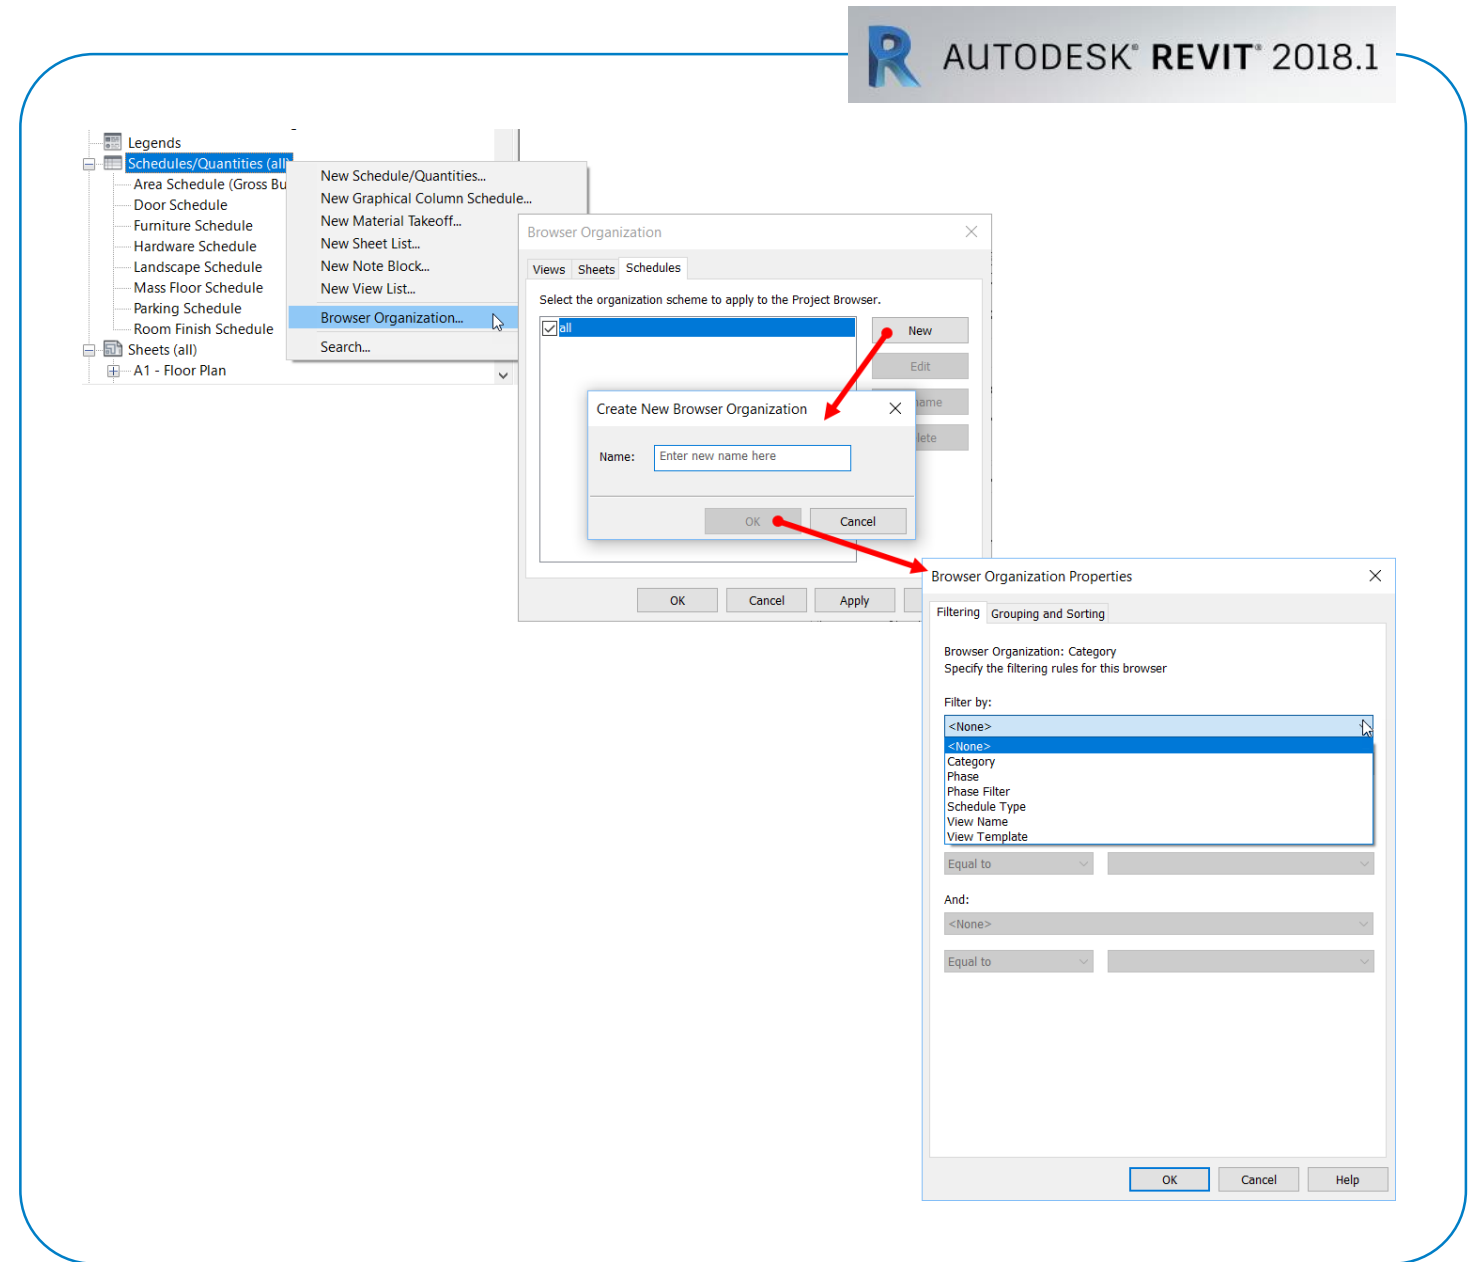 AUTODESK® REVIT® 2018.1
Legends
Schedules/Quantities (all)
Area Schedule (Gross Bu
Door Schedule
Furniture Schedule
Hardware Schedule
Landscape Schedule
Mass Floor Schedule
Parking Schedule
Room Finish Schedule
Sheets (all)
A1 - Floor Plan
New Schedule/Quantities...
New Graphical Column Schedule...
New Material Takeoff...
New Sheet List...
New Note Block...
New View List...
Browser Organization...
Search...
Browser Organization
Views Sheets Schedules
Select the organization scheme to apply to the Project Browser.
all
New
Edit
ame
lete
Create New Browser Organization
Name: Enter new name here
OK Cancel
OK Cancel Apply
Browser Organization Properties
Filtering Grouping and Sorting
Browser Organization: Category
Specify the filtering rules for this browser
Filter by:
<None>
<None>
Category
Phase
Phase Filter
Schedule Type
View Name
View Template
Equal to
And:
<None>
Equal to
OK Cancel Help